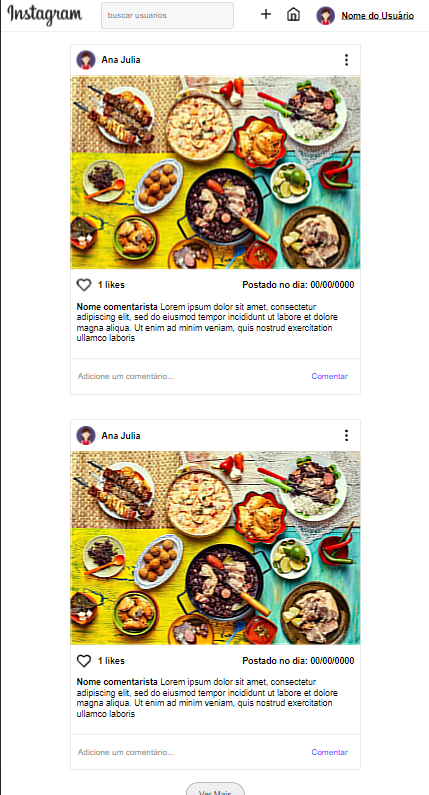 Instagram
buscar usuarios
Nome do Usuário
Ana Julia
1 likes
Postado no dia: 00/00/0000
Nome comentarista Lorem ipsum dolor sit amet, consectetur
adipiscing elit, sed do eiusmod tempor incididunt ut labore et dolore
magna aliqua. Ut enim ad minim veniam, quis nostrud exercitation
ullamco laboris
Adicione um comentário...
Comentar
Ana Julia
1 likes
Postado no dia: 00/00/0000
Nome comentarista Lorem ipsum dolor sit amet, consectetur
adipiscing elit, sed do eiusmod tempor incididunt ut labore et dolore
magna aliqua. Ut enim ad minim veniam, quis nostrud exercitation
ullamco laboris
Adicione um comentário...
Comentar
Ver Mais